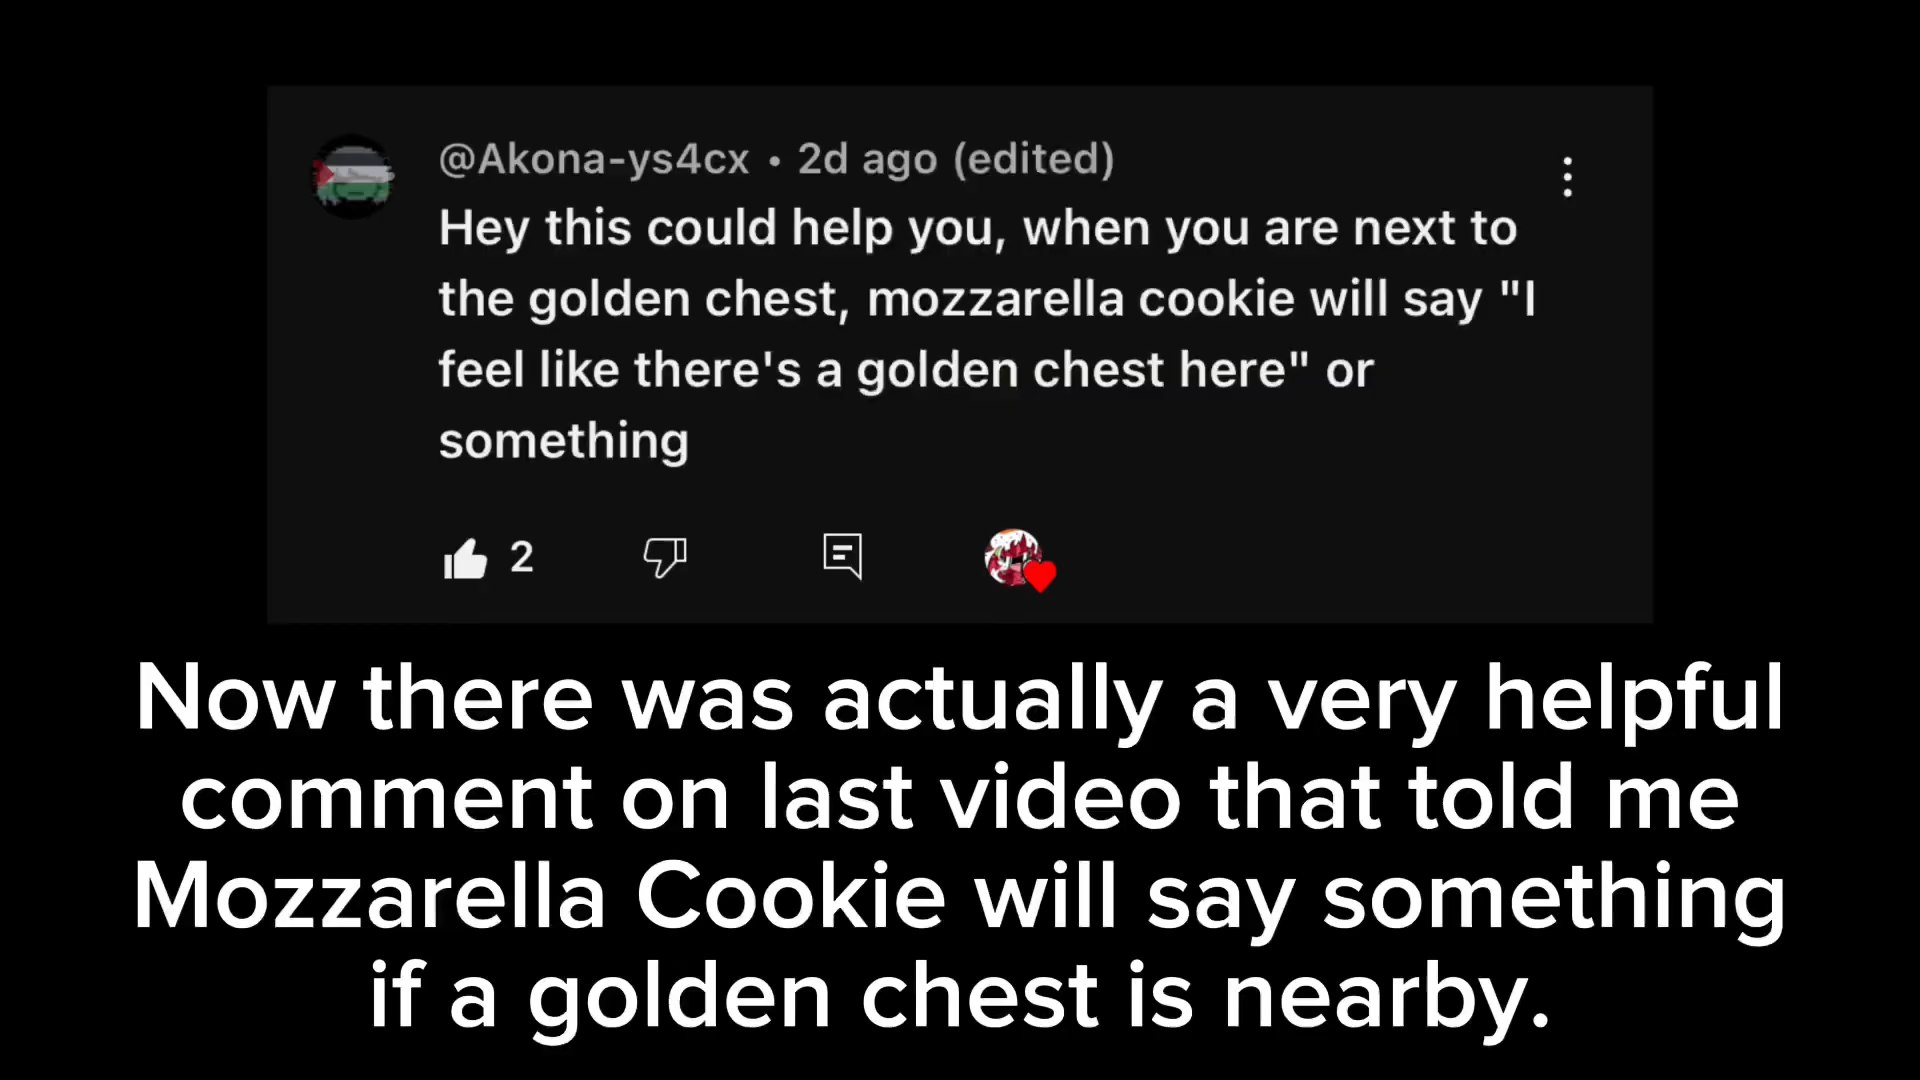 @Akona-ys4cx • 2d ago (edited)
Hey this could help you, when you are next to
the golden chest, mozzarella cookie will say "I
feel like there's a golden chest here" or
something
2
Now there was actually a very helpful
comment on last video that told me
Mozzarella Cookie will say something
if a golden chest is nearby.